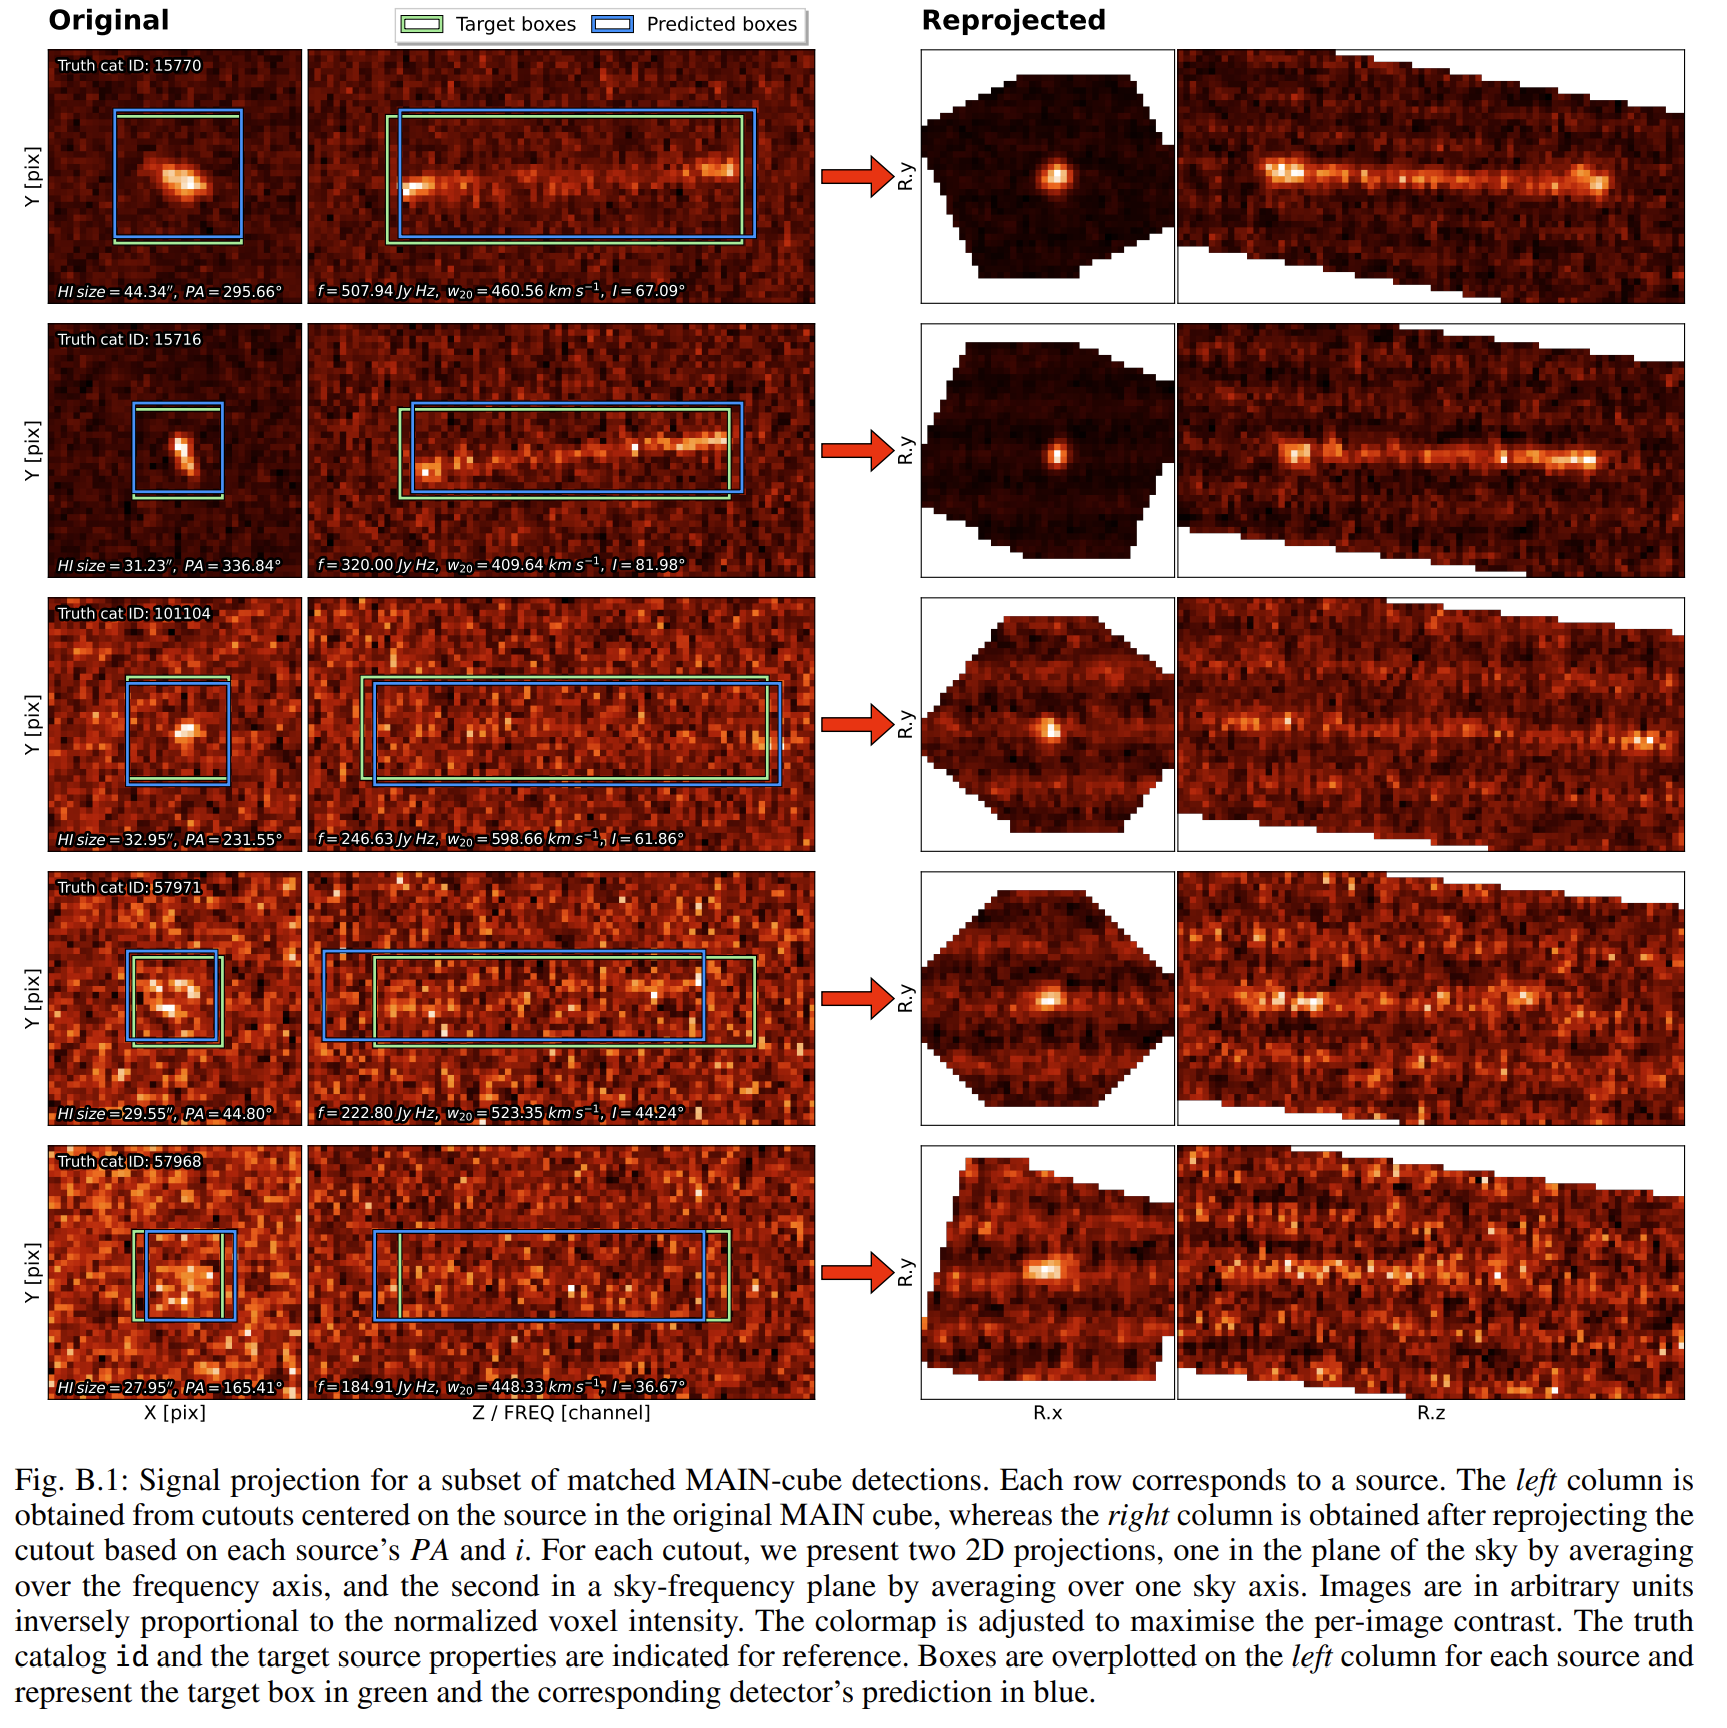 Original
Target boxes
Predicted boxes
Reprojected
Truth cat ID: 15770
Y [pix]
HI size = 44.34″, PA = 295.66°
f = 507.94 Jy Hz, w₂₀ = 460.56 km s⁻¹, I = 67.09°
R.y
Truth cat ID: 15716
Y [pix]
HI size = 31.23″, PA = 336.84°
f = 320.00 Jy Hz, w₂₀ = 409.64 km s⁻¹, I = 81.98°
R.y
Truth cat ID: 101104
Y [pix]
HI size = 32.95″, PA = 231.55°
f = 246.63 Jy Hz, w₂₀ = 598.66 km s⁻¹, I = 61.86°
R.y
Truth cat ID: 57971
Y [pix]
HI size = 29.55″, PA = 44.80°
f = 222.80 Jy Hz, w₂₀ = 523.35 km s⁻¹, I = 44.24°
R.y
Truth cat ID: 57968
Y [pix]
HI size = 27.95″, PA = 165.41°
f = 184.91 Jy Hz, w₂₀ = 448.33 km s⁻¹, I = 36.67°
R.y
X [pix]
Z / FREQ [channel]
R.x
R.z
Fig. B.1: Signal projection for a subset of matched MAIN-cube detections. Each row corresponds to a source. The left column is
obtained from cutouts centered on the source in the original MAIN cube, whereas the right column is obtained after reprojecting the
cutout based on each source's PA and i. For each cutout, we present two 2D projections, one in the plane of the sky by averaging
over the frequency axis, and the second in a sky-frequency plane by averaging over one sky axis. Images are in arbitrary units
inversely proportional to the normalized voxel intensity. The colormap is adjusted to maximise the per-image contrast. The truth
catalog id and the target source properties are indicated for reference. Boxes are overplotted on the left column for each source and
represent the target box in green and the corresponding detector's prediction in blue.